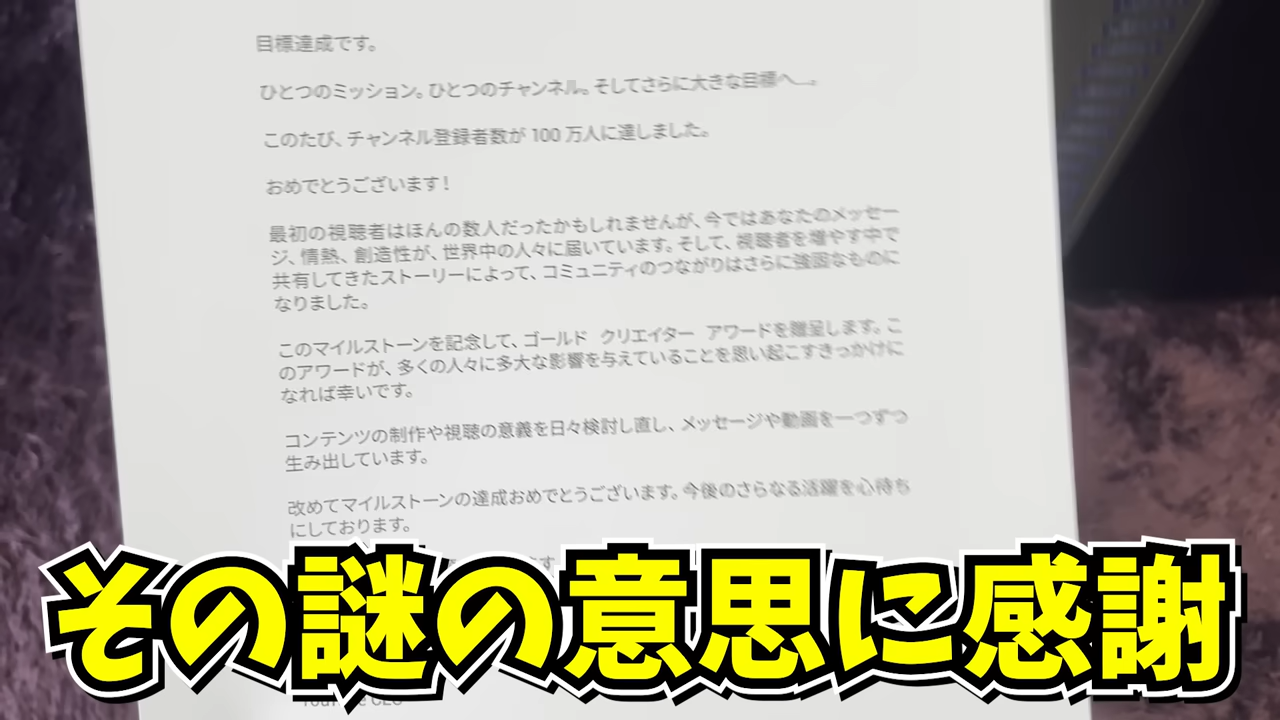 目標達成です。
ひとつのミッション。ひとつのチャンネル。そしてさらに大きな目標へ...。
このたび、チャンネル登録者数が 100 万人に達しました。
おめでとうございます！
最初の視聴者はほんの数人だったかもしれませんが、今ではあなたのメッセー
ジ、情熱、創造性が、世界中の人々に届いています。そして、視聴者を増やす中で
共有してきたストーリーによって、コミュニティのつながりはさらに強固なものに
なりました。
このマイルストーンを記念して、ゴールド クリエイター アワードを贈呈します。こ
のアワードが、多くの人々に多大な影響を与えていることを思い起こすきっかけに
なれば幸いです。
コンテンツの制作や視聴の意義を日々検討し直し、メッセージや動画を一つずつ
生み出しています。
改めてマイルストーンの達成おめでとうございます。今後のさらなる活躍を心待ち
にしております。
その謎の意思に感謝
YouTube CEO